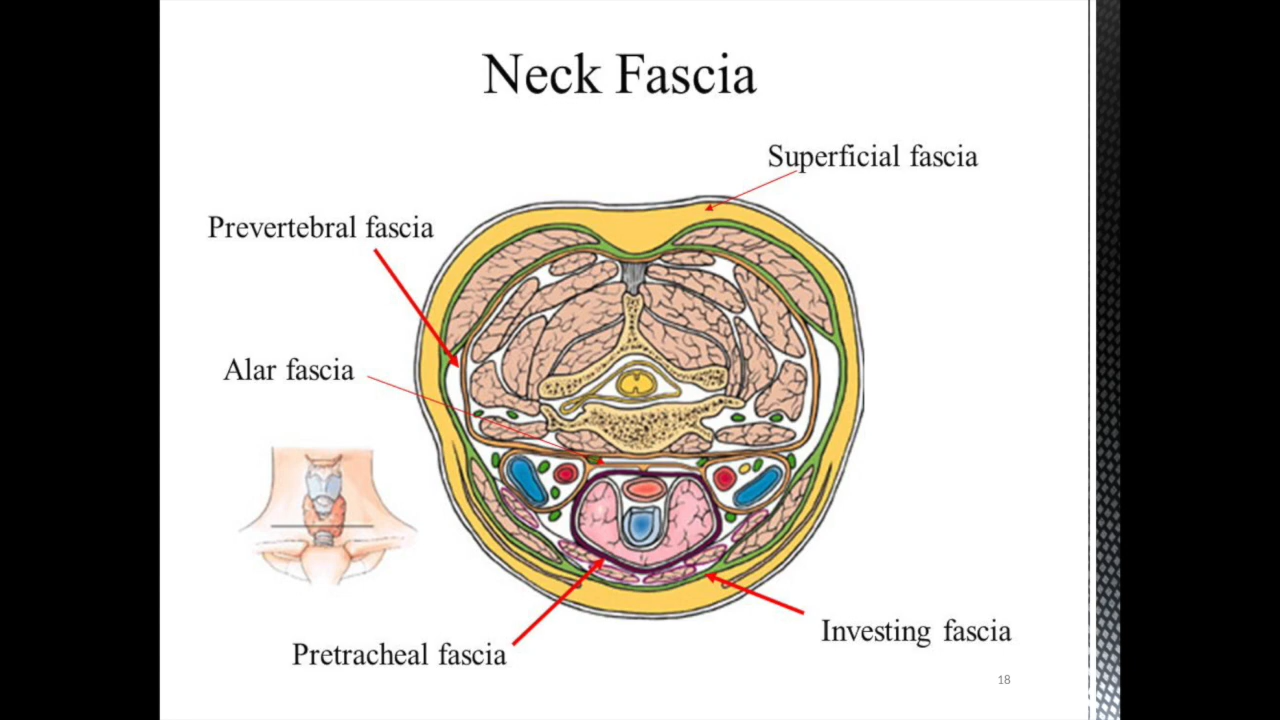 Neck Fascia
Superficial fascia
Prevertebral fascia
Alar fascia
Investing fascia
Pretracheal fascia
18